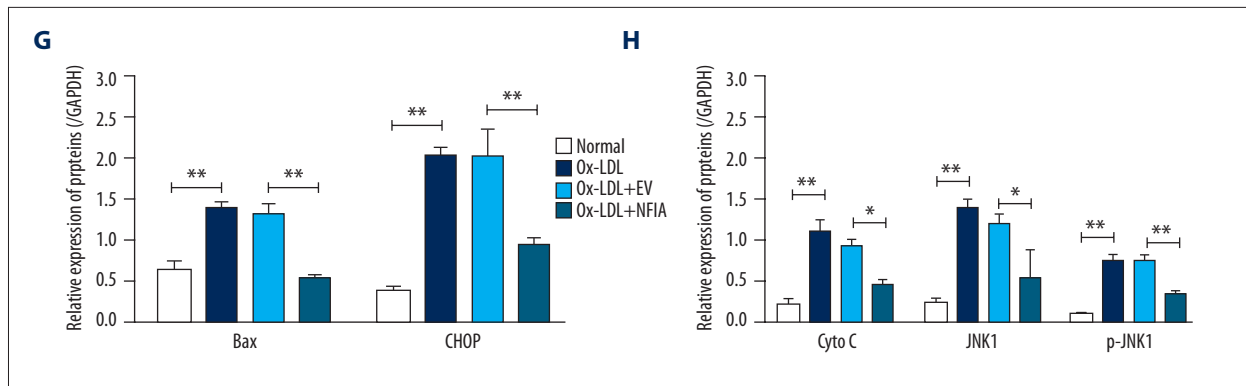 G
Relative expression of prpteins (/GAPDH)
3.0
2.5
2.0
1.5
1.0
0.5
0.0
**
**
**
**
Bax
CHOP
Normal
Ox-LDL
Ox-LDL+EV
Ox-LDL+NFIA
H
Relative expression of prpteins (/GAPDH)
3.0
2.5
2.0
1.5
1.0
0.5
0.0
**
*
**
*
**
**
Cyto C
JNK1
p-JNK1